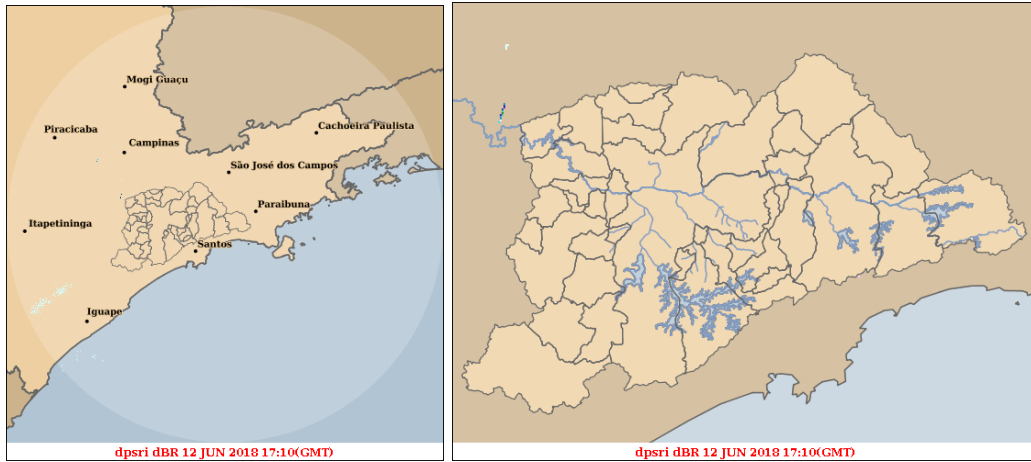 Mogi Guaçu
Piracicaba
Cachoeira Paulista
Campinas
São José dos Campos
Paraibuna
Itapetininga
Santos
Iguape
dpsri dBR 12 JUN 2018 17:10(GMT)
dpsri dBR 12 JUN 2018 17:10(GMT)